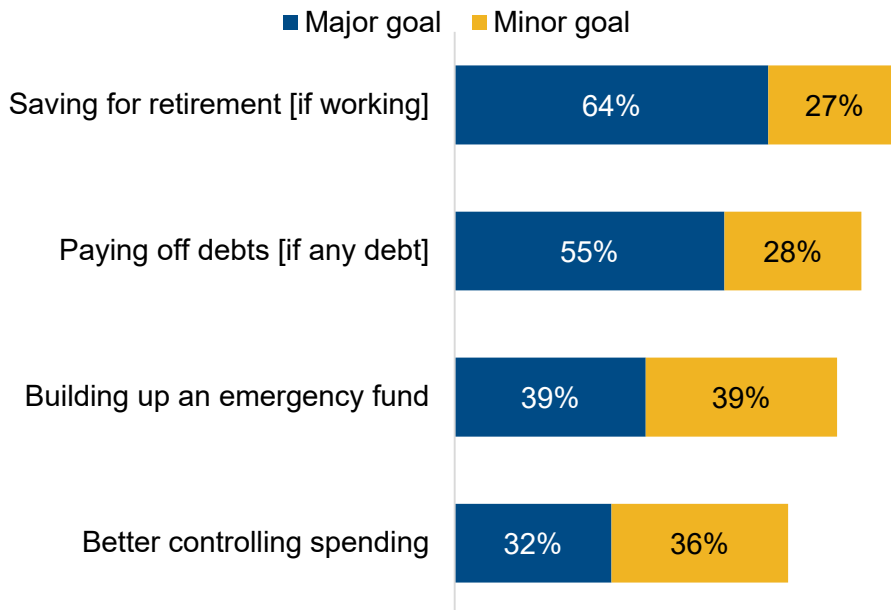 Major goal Minor goal
Saving for retirement [if working] 64% 27%
Paying off debts [if any debt] 55% 28%
Building up an emergency fund 39% 39%
Better controlling spending 32% 36%